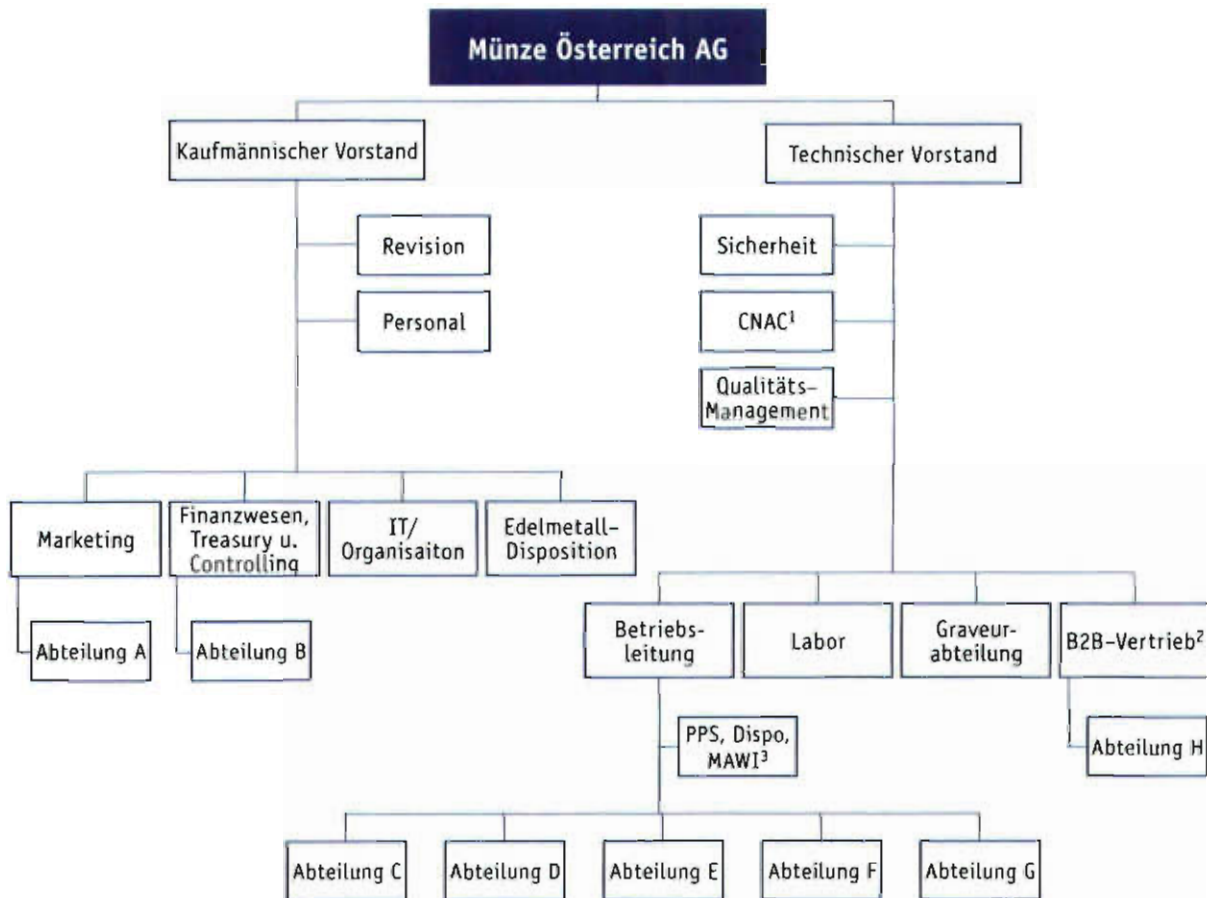 Münze Österreich AG
Kaufmännischer Vorstand
Technischer Vorstand
Revision
Personal
Sicherheit
CNAC¹
Qualitäts-
Management
Marketing
Finanzwesen,
Treasury u.
Controlling
IT/
Organisaiton
Edelmetall-
Disposition
Abteilung A
Abteilung B
Betriebs-
leitung
Labor
Graveur-
abteilung
B2B-Vertrieb²
PPS, Dispo,
MAWI³
Abteilung H
Abteilung C
Abteilung D
Abteilung E
Abteilung F
Abteilung G